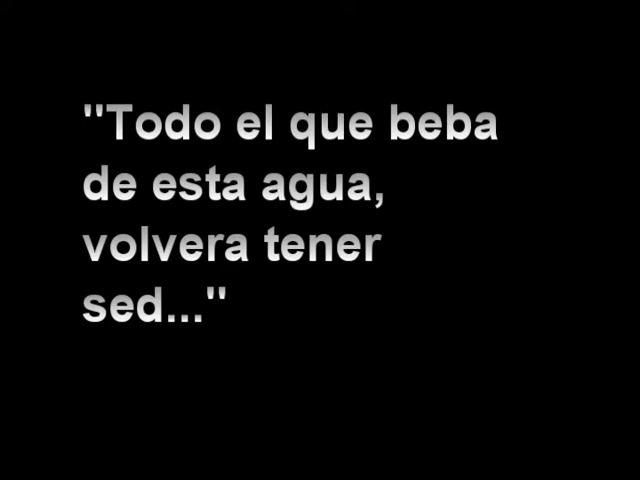 "Todo el que beba
de esta agua,
volvera tener
sed..."